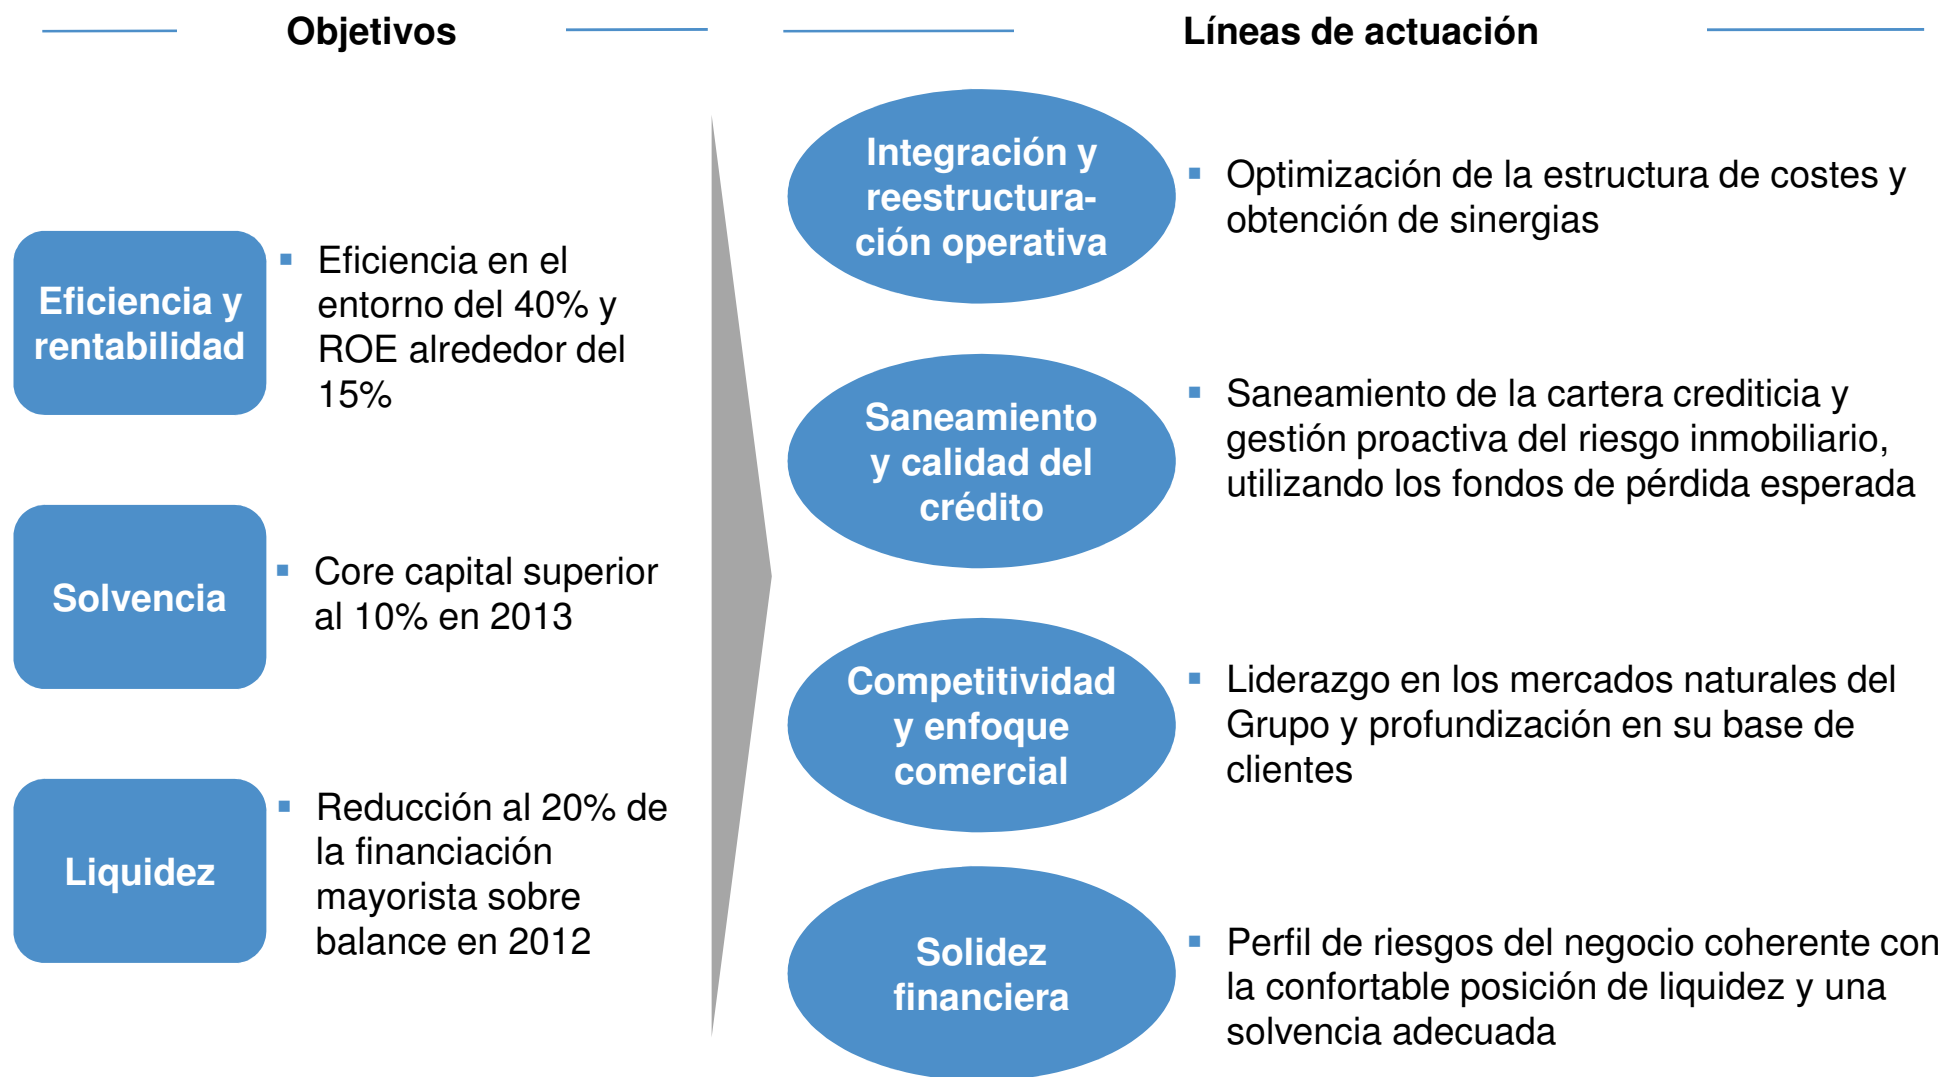 Objetivos
Eficiencia y
rentabilidad
▪ Eficiencia en el
entorno del 40% y
ROE alrededor del
15%
Solvencia
▪ Core capital superior
al 10% en 2013
Liquidez
▪ Reducción al 20% de
la financiación
mayorista sobre
balance en 2012
Líneas de actuación
Integración y
reestructura-
ción operativa
▪ Optimización de la estructura de costes y
obtención de sinergias
Saneamiento
y calidad del
crédito
▪ Saneamiento de la cartera crediticia y
gestión proactiva del riesgo inmobiliario,
utilizando los fondos de pérdida esperada
Competitividad
y enfoque
comercial
▪ Liderazgo en los mercados naturales del
Grupo y profundización en su base de
clientes
Solidez
financiera
▪ Perfil de riesgos del negocio coherente con
la confortable posición de liquidez y una
solvencia adecuada